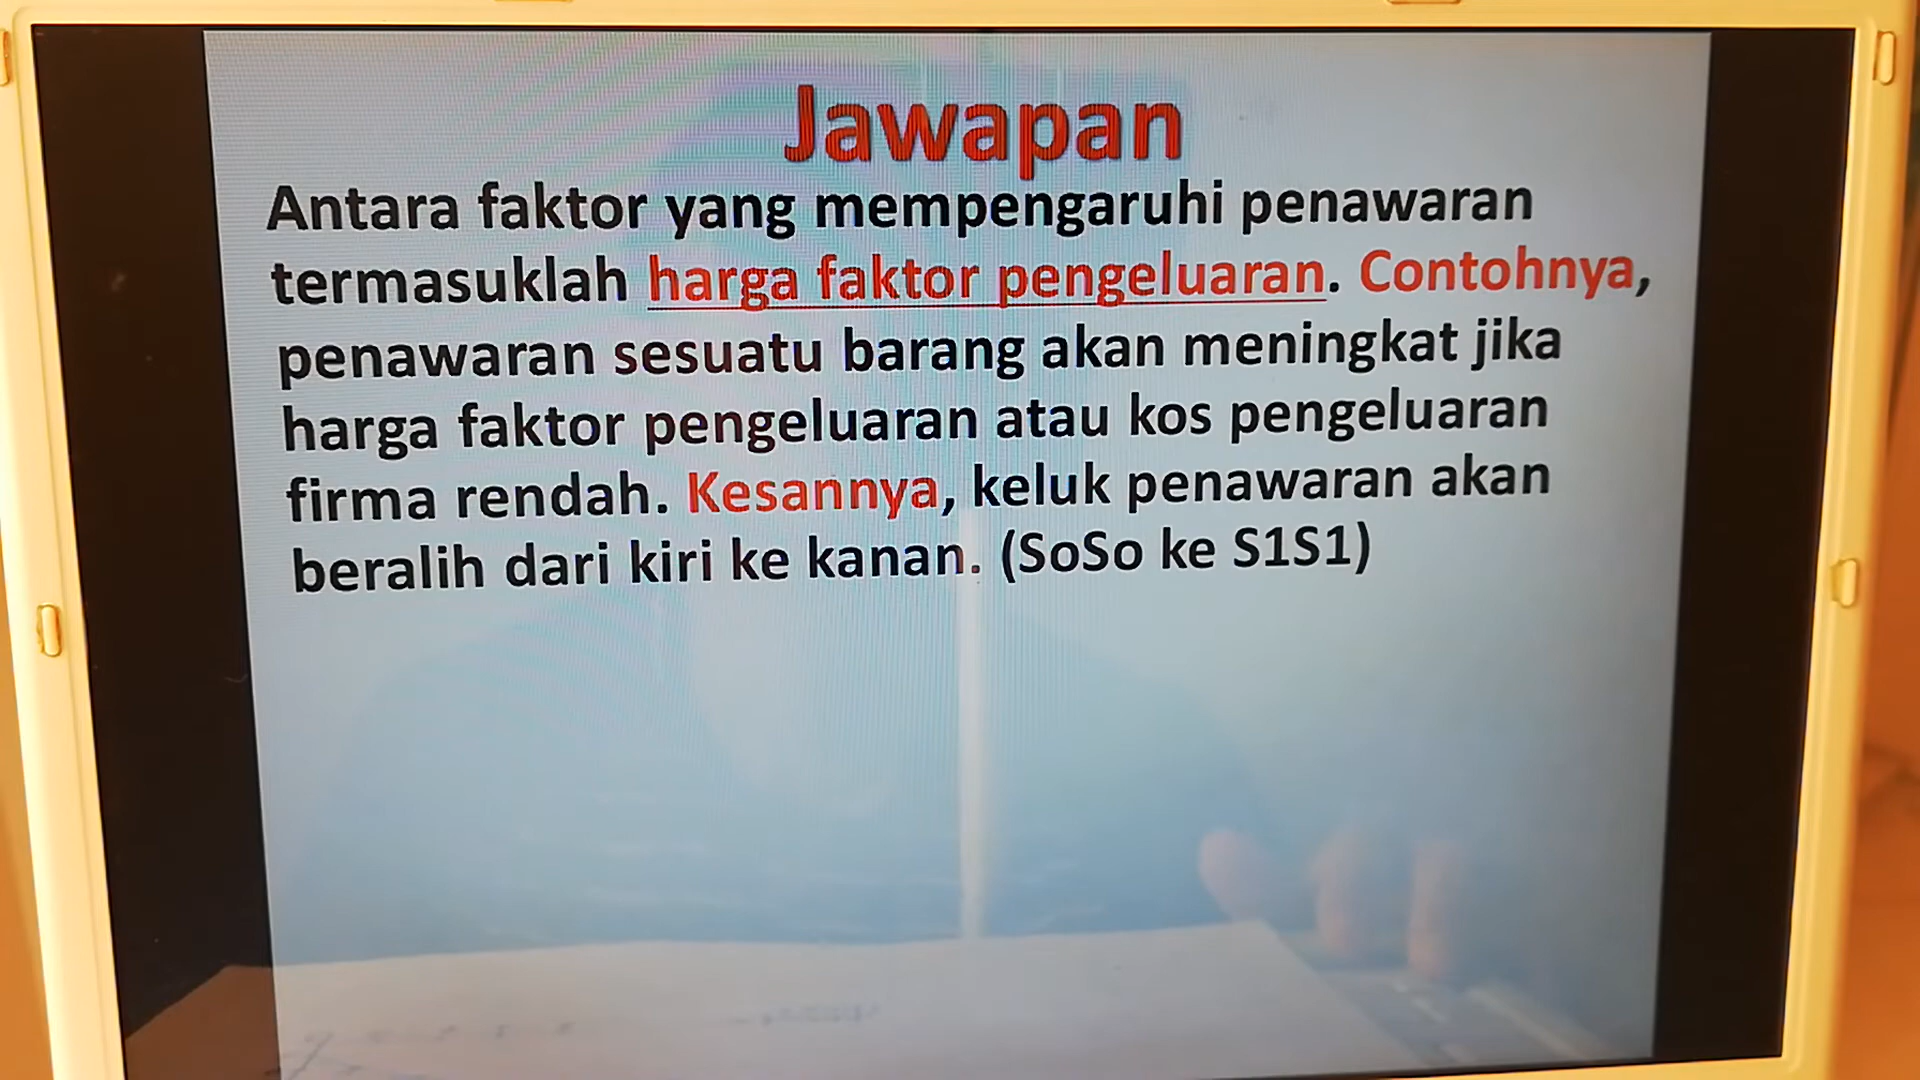 Jawapan
Antara faktor yang mempengaruhi penawaran
termasuklah harga faktor pengeluaran. Contohnya,
penawaran sesuatu barang akan meningkat jika
harga faktor pengeluaran atau kos pengeluaran
firma rendah. Kesannya, keluk penawaran akan
beralih dari kiri ke kanan. (SoSo ke S1S1)